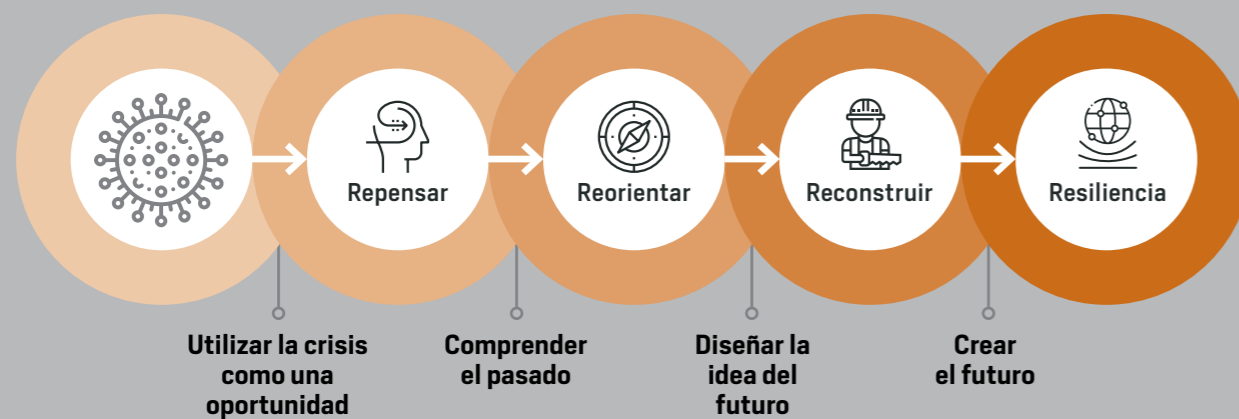 Repensar
Reorientar
Reconstruir
Resiliencia
Utilizar la crisis
como una
oportunidad
Comprender
el pasado
Diseñar la
idea del
futuro
Crear
el futuro